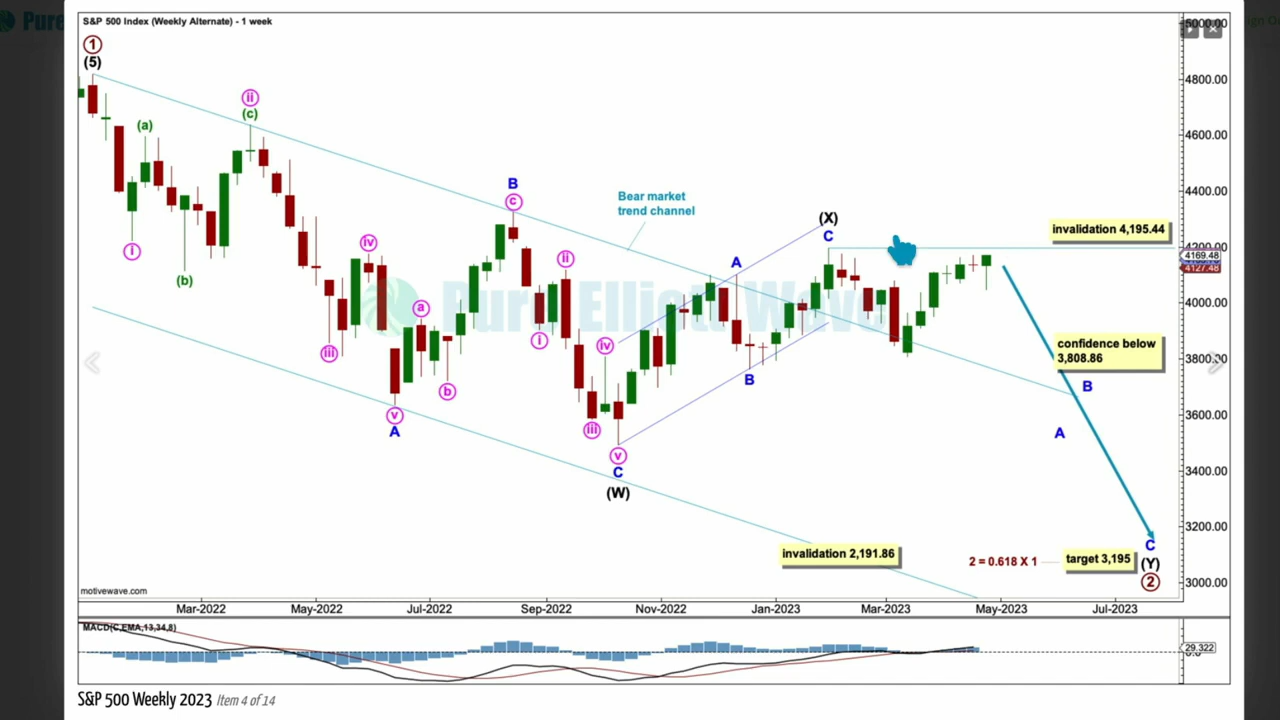 Pure
S&P 500 Index (Weekly Alternate) - 1 week
1
(5)
(a)
i
(b)
ii
(c)
iii
iv
v
A
a
b
B
c
i
ii
iii
iv
v
C
(W)
A
B
(X)
C
Bear market
trend channel
invalidation 4,195.44
confidence below
3,808.86
B
A
invalidation 2,191.86
2 = 0.618 X 1
target 3,195
C
(Y)
2
5000.00
4800.00
4600.00
4400.00
4200.00
4169.48
4127.48
4000.00
3800.00
3600.00
3400.00
3200.00
3000.00
Pure Elliott Wave
motivewave.com
Mar-2022
May-2022
Jul-2022
Sep-2022
Nov-2022
Jan-2023
Mar-2023
May-2023
Jul-2023
MACD(C,EMA,13,34,8)
29.322
S&P 500 Weekly 2023 Item 4 of 14